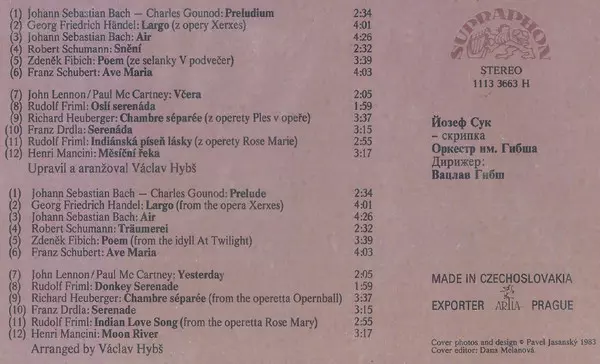 (1) Johann Sebastian Bach — Charles Gounod: Preludium 2:34
(2) Georg Friedrich Händel: Largo (z opery Xerxes) 4:01
(3) Johann Sebastian Bach: Air 4:26
(4) Robert Schumann: Snění 2:32
(5) Zdeněk Fibich: Poem (ze selanky V podvečer) 3:39
(6) Franz Schubert: Ave Maria 4:03
(7) John Lennon/Paul Mc Cartney: Včera 2:05
(8) Rudolf Friml: Oslí serenáda 1:59
(9) Richard Heuberger: Chambre séparée (z operety Ples v opeře) 3:37
(10) Franz Drdla: Serenáda 3:15
(11) Rudolf Friml: Indiánská píseň lásky (z operety Rose Marie) 2:55
(12) Henri Mancini: Měsíční řeka 3:17
Upravil a aranžoval Václav Hybš
(1) Johann Sebastian Bach — Charles Gounod: Prelude 2:34
(2) Georg Friedrich Handel: Largo (from the opera Xerxes) 4:01
(3) Johann Sebastian Bach: Air 4:26
(4) Robert Schumann: Träumerei 2:32
(5) Zdeněk Fibich: Poem (from the idyll At Twilight) 3:39
(6) Franz Schubert: Ave Maria 4:03
(7) John Lennon/Paul Mc Cartney: Yesterday 2:05
(8) Rudolf Friml: Donkey Serenade 1:59
(9) Richard Heuberger: Chambre séparée (from the operetta Opernball) 3:37
(10) Franz Drdla: Serenade 3:15
(11) Rudolf Friml: Indian Love Song (from the operetta Rose Mary) 2:55
(12) Henri Mancini: Moon River 3:17
Arranged by Václav Hybš
SUPRAPHON
STEREO
1113 3663 H
Йозеф Сук
– скрипка
Оркестр им. Гибша
Дирижер:
Вацлав Гибш
MADE IN CZECHOSLOVAKIA
EXPORTER ARTIA PRAGUE
Cover photos and design © Pavel Jasanský 1983
Cover editor: Dana Melanová